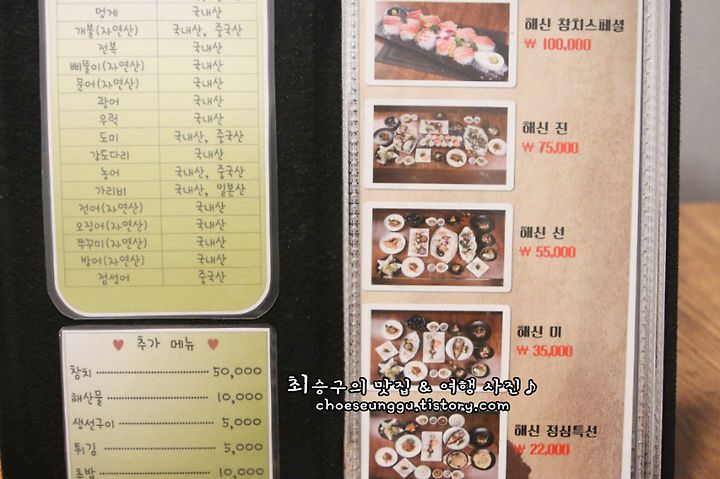 멍게 국내산
개불(자연산) 국내산, 중국산
전복 국내산
삐뚤이(자연산) 국내산
문어(자연산) 국내산
광어 국내산
우럭 국내산
도미 국내산, 중국산
감도다리 국내산
농어 국내산, 중국산
가리비 국내산, 일본산
전어(자연산) 국내산
오징어(자연산) 국내산
쭈꾸미(자연산) 국내산
방어(자연산) 국내산
점성어 중국산
♥ 추가 메뉴 ♥
참치 50,000
해산물 10,000
생선구이 5,000
튀김 5,000
초밥 10,000
해신 참치스페셜
₩ 100,000
해신 진
₩ 75,000
해신 선
₩ 55,000
해신 미
₩ 35,000
해신 점심특선
₩ 22,000
최승구의 맛집 & 여행 사진♪
choeseunggu.tistory.com